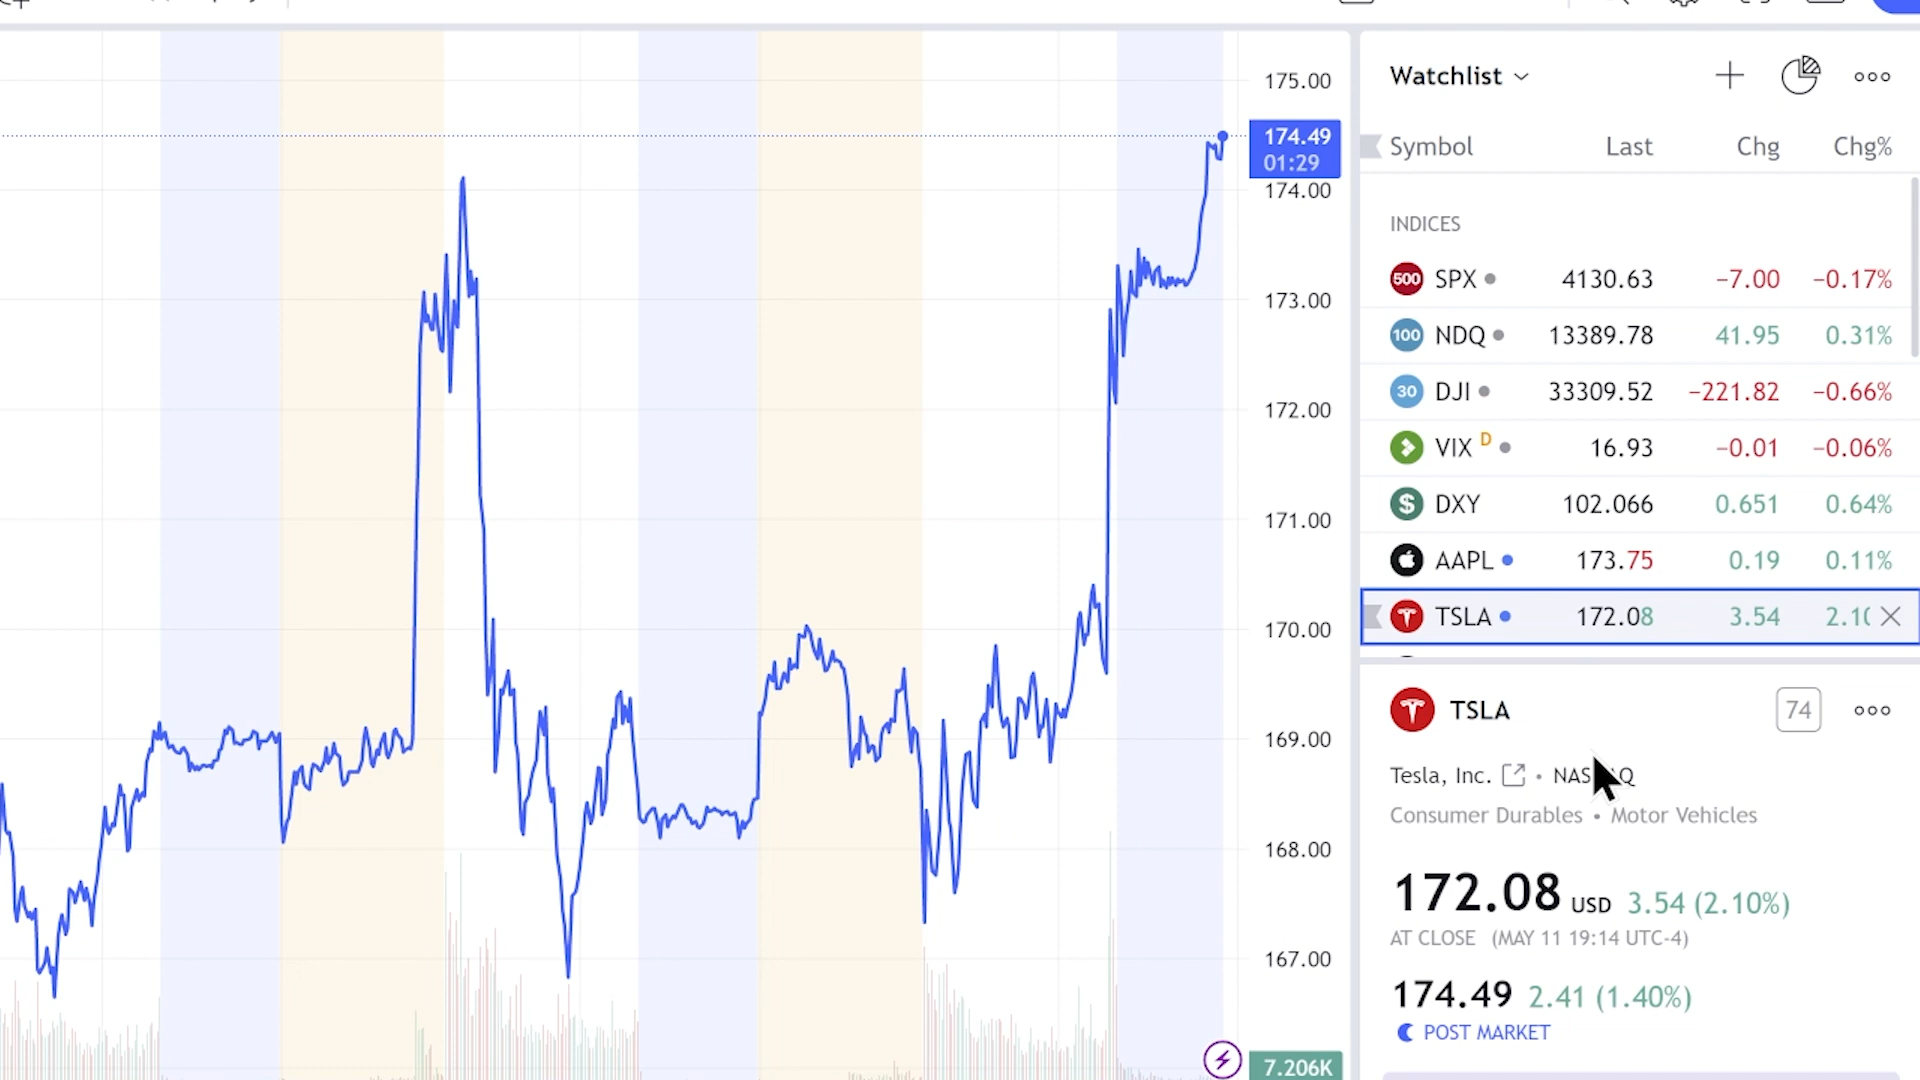 175.00
174.49
01:29
174.00
173.00
172.00
171.00
170.00
169.00
168.00
167.00
7.206K
Watchlist
Symbol Last Chg Chg%
INDICES
500 SPX 4130.63 −7.00 −0.17%
100 NDQ 13389.78 41.95 0.31%
30 DJI 33309.52 −221.82 −0.66%
VIX D 16.93 −0.01 −0.06%
$ DXY 102.066 0.651 0.64%
AAPL 173.75 0.19 0.11%
TSLA 172.08 3.54 2.10
TSLA 74
Tesla, Inc. • NASDAQ
Consumer Durables • Motor Vehicles
172.08 USD 3.54 (2.10%)
AT CLOSE (MAY 11 19:14 UTC-4)
174.49 2.41 (1.40%)
POST MARKET